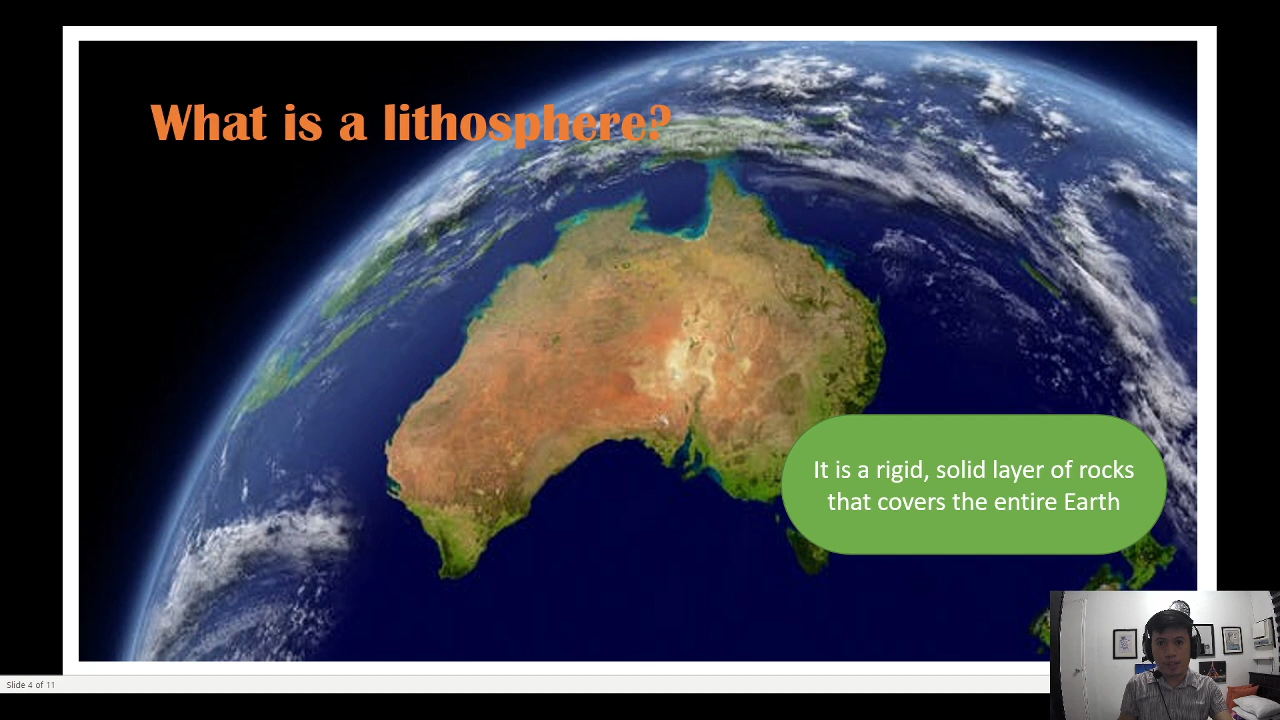 What is a lithosphere?
It is a rigid, solid layer of rocks
that covers the entire Earth
Slide 4 of 11